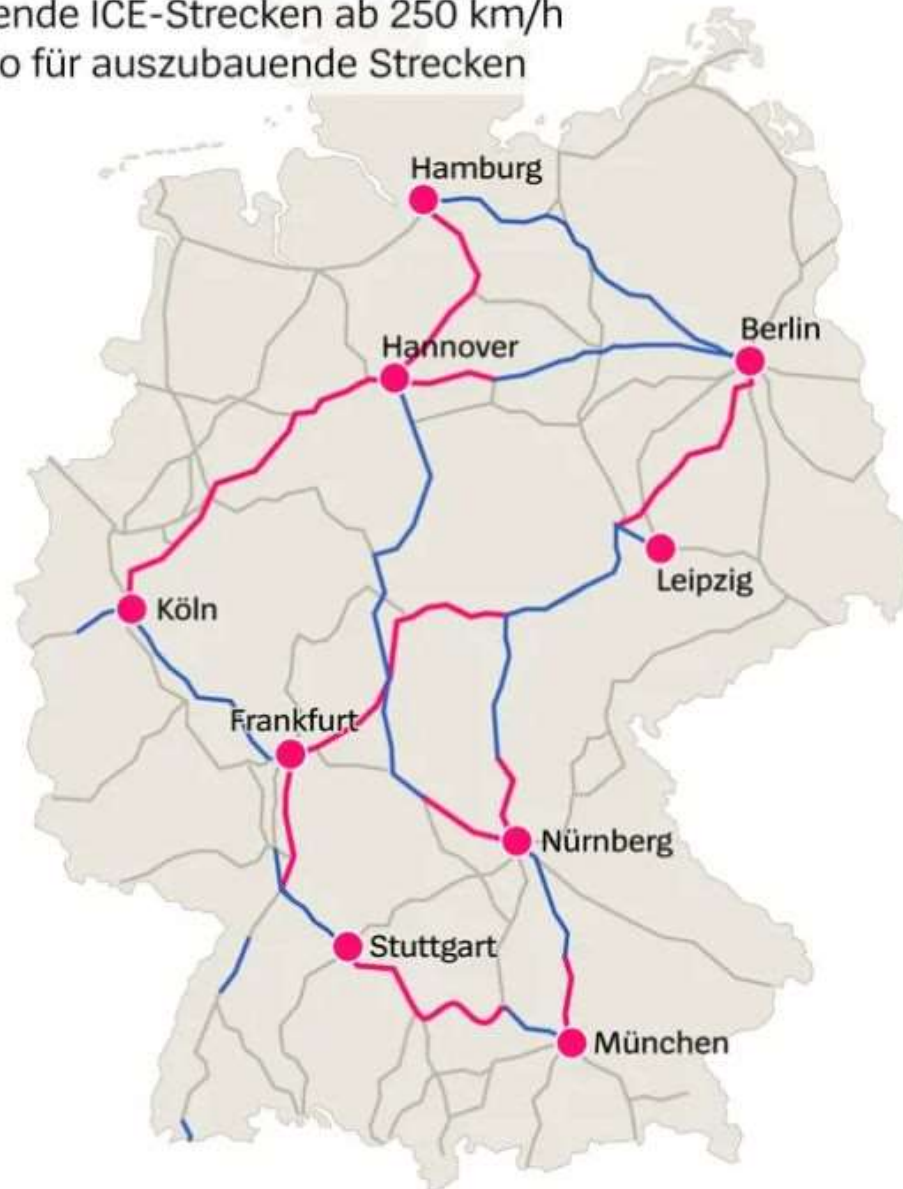 ende ICE-Strecken ab 250 km/h
o für auszubauende Strecken
Hamburg
Hannover
Berlin
Leipzig
Köln
Frankfurt
Nürnberg
Stuttgart
München